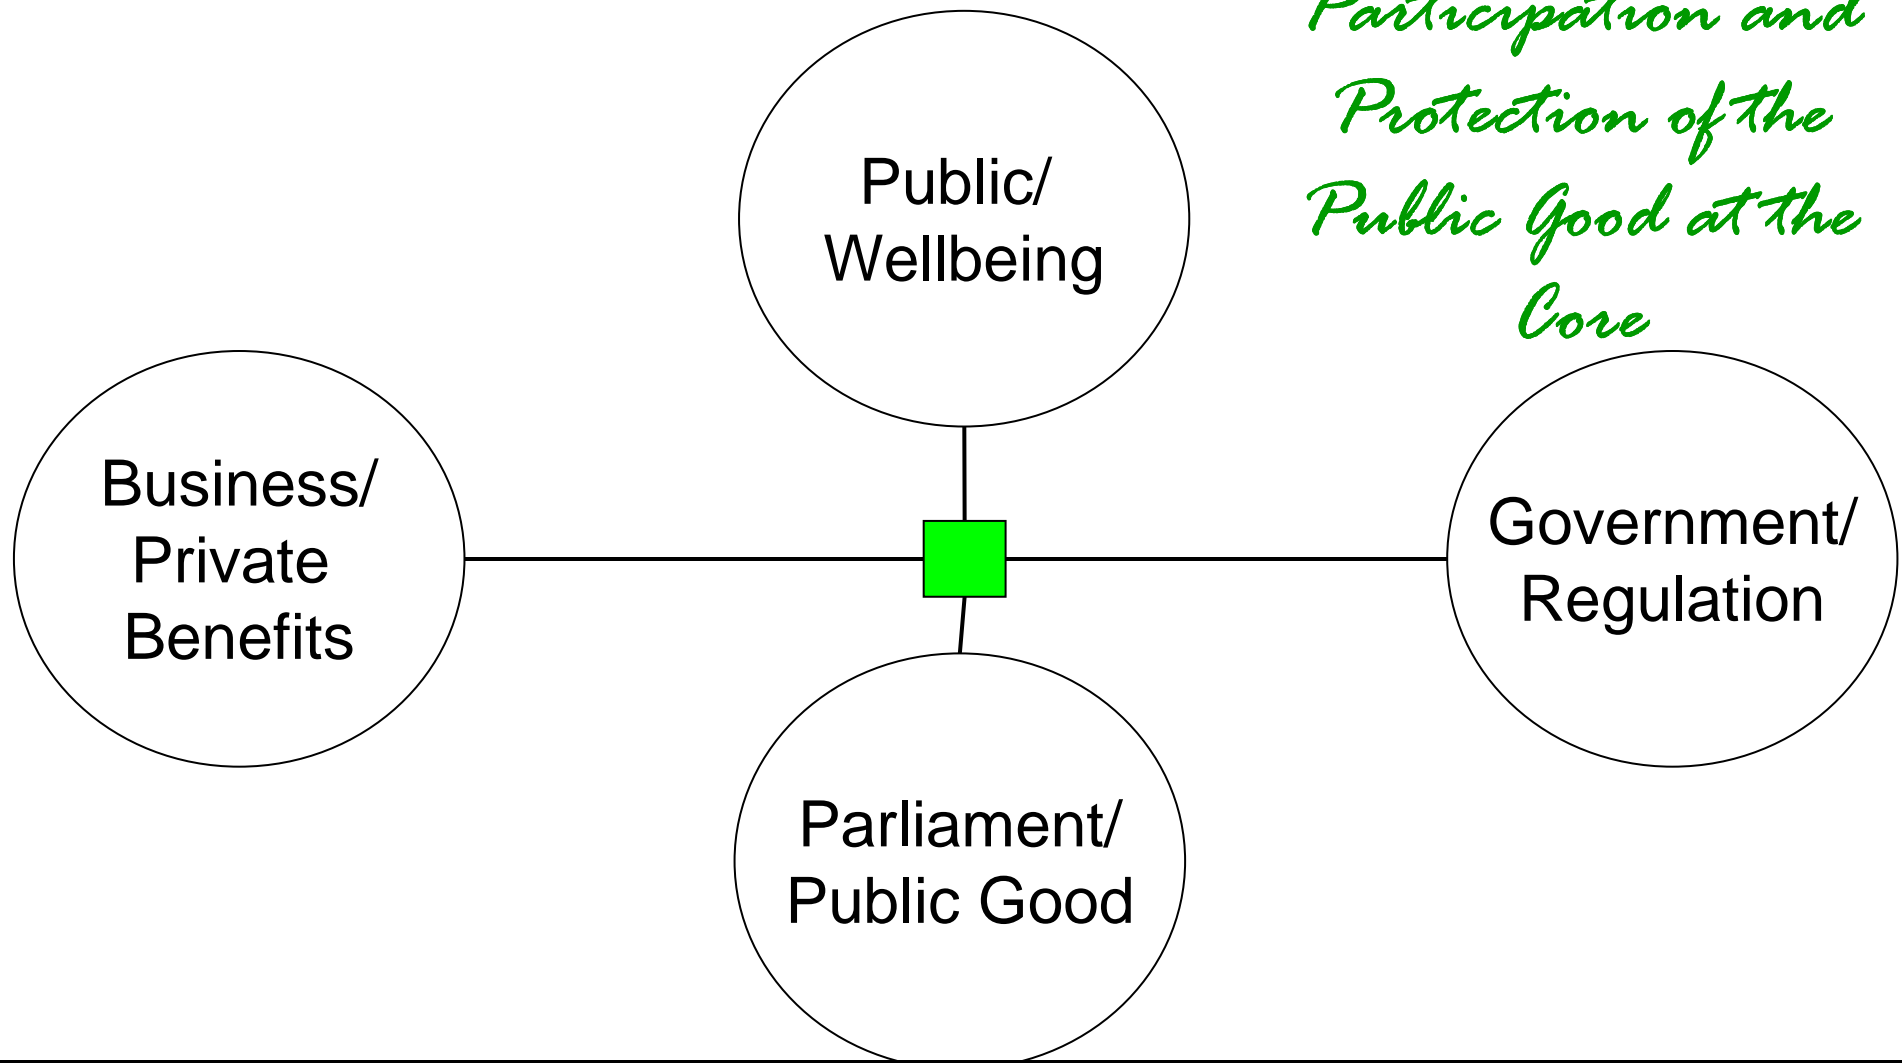 Participation and
Protection of the
Public Good at the
Core
Public/
Wellbeing
Business/
Private
Benefits
Government/
Regulation
Parliament/
Public Good